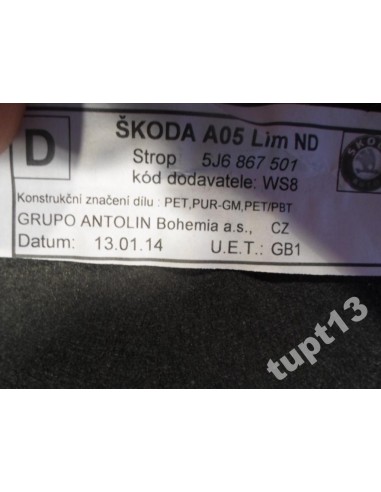 D
ŠKODA A05 Lim ND
Strop 5J6 867 501
kód dodavatele: WS8
Konstrukční značení dílu : PET,PUR-GM,PET/PBT
GRUPO ANTOLIN Bohemia a.s., CZ
Datum: 13.01.14 U.E.T.: GB1
ŠKODA
tupt13